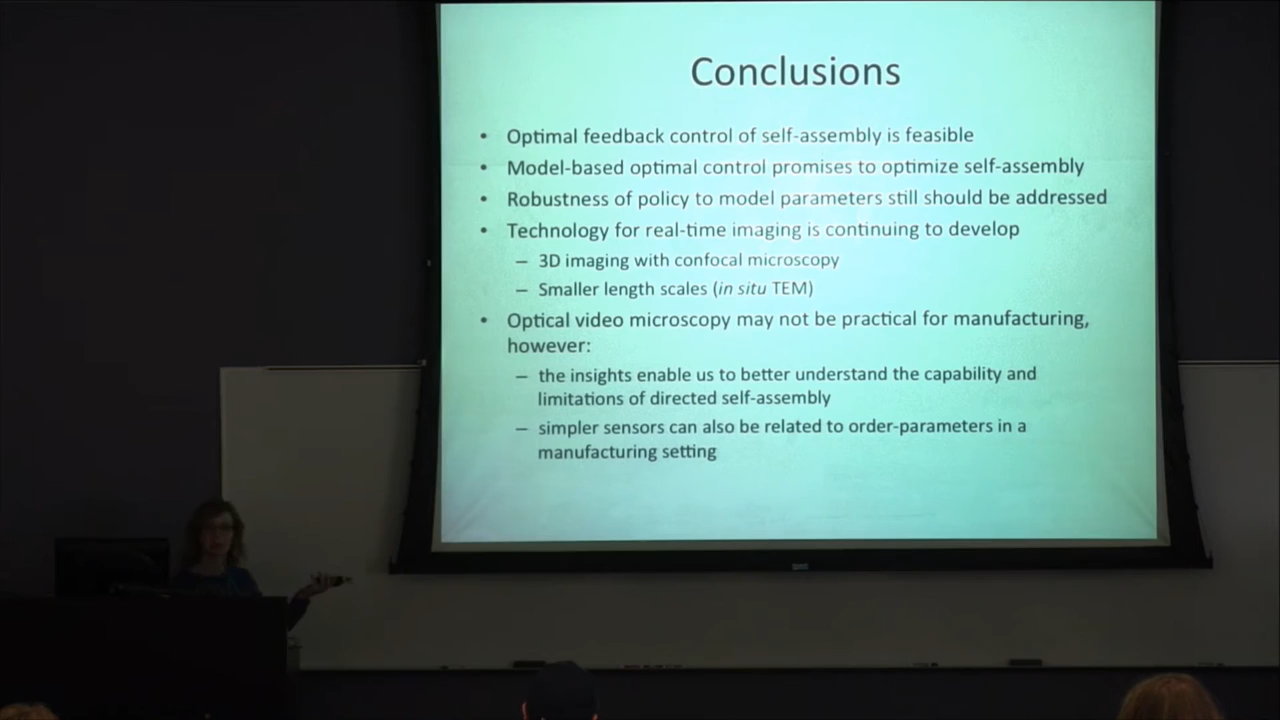 Conclusions
• Optimal feedback control of self-assembly is feasible
• Model-based optimal control promises to optimize self-assembly
• Robustness of policy to model parameters still should be addressed
• Technology for real-time imaging is continuing to develop
– 3D imaging with confocal microscopy
– Smaller length scales (in situ TEM)
• Optical video microscopy may not be practical for manufacturing,
however:
– the insights enable us to better understand the capability and
limitations of directed self-assembly
– simpler sensors can also be related to order-parameters in a
manufacturing setting